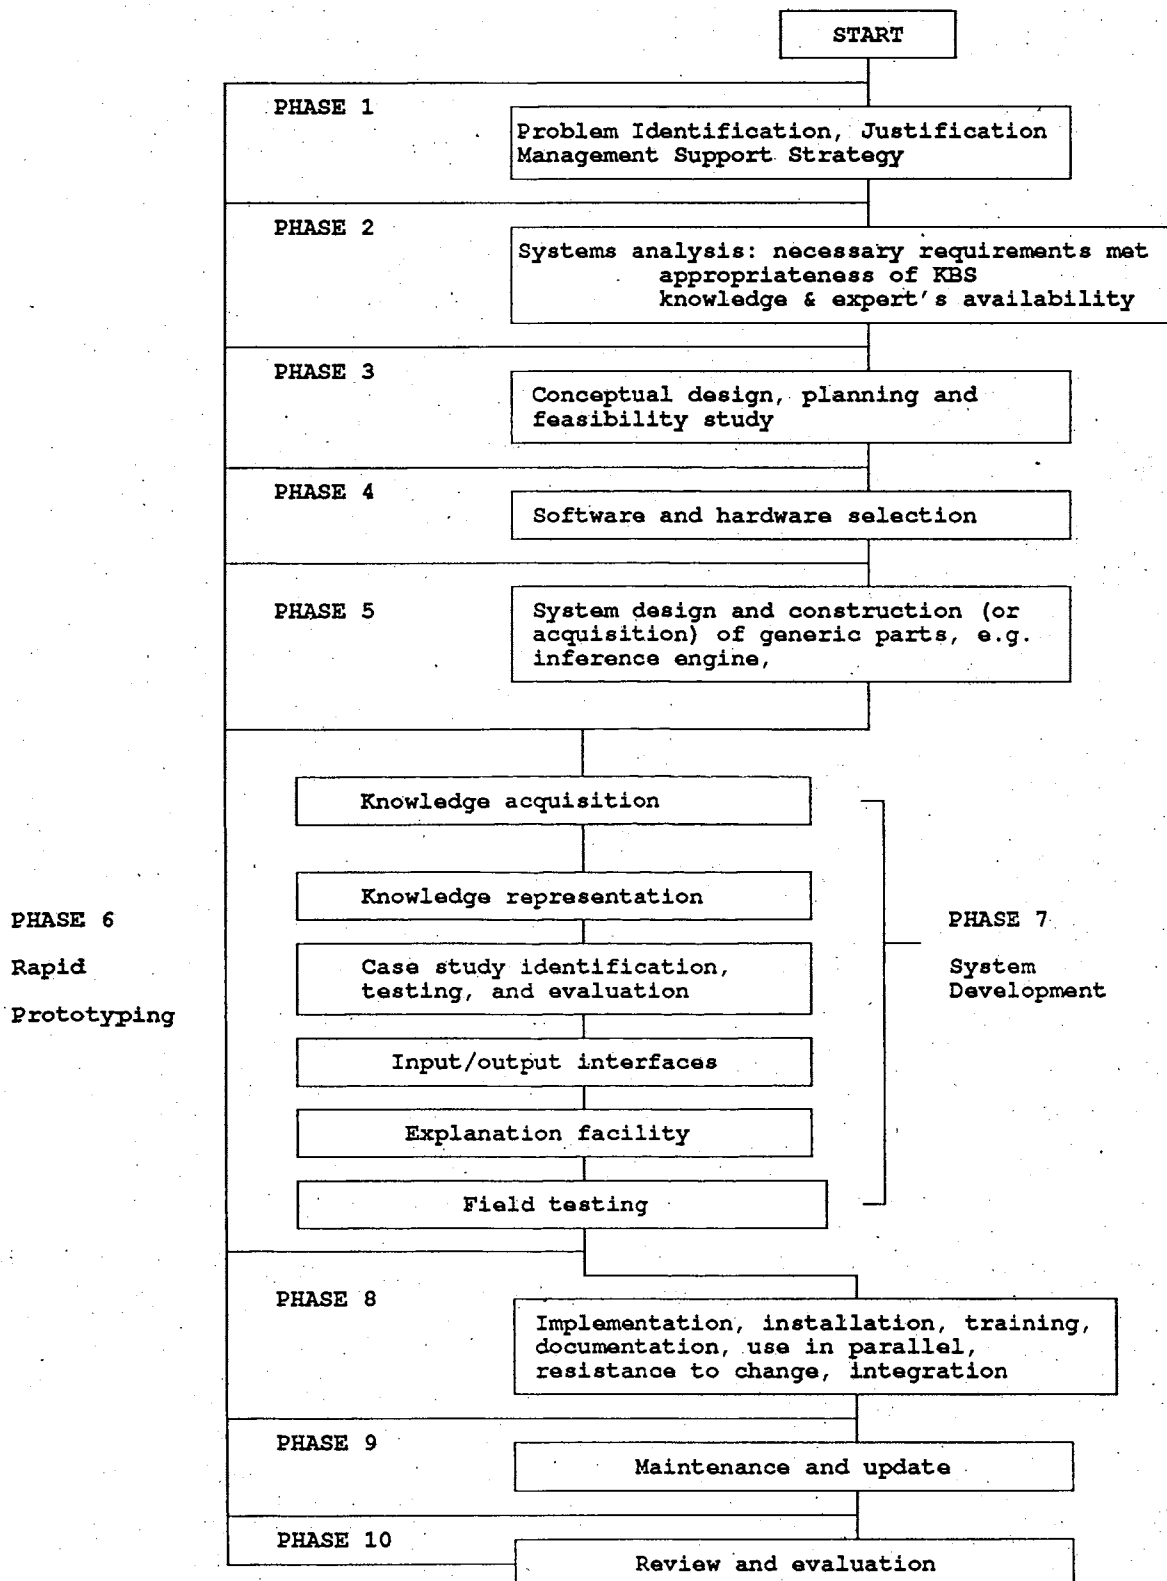 START
PHASE 1
Problem Identification, Justification
Management Support Strategy
PHASE 2
Systems analysis: necessary requirements met
appropriateness of KBS
knowledge & expert's availability
PHASE 3
Conceptual design, planning and
feasibility study
PHASE 4
Software and hardware selection
PHASE 5
System design and construction (or
acquisition) of generic parts, e.g.
inference engine,
Knowledge acquisition
Knowledge representation
PHASE 6
Rapid
Prototyping
Case study identification,
testing, and evaluation
PHASE 7
System
Development
Input/output interfaces
Explanation facility
Field testing
PHASE 8
Implementation, installation, training,
documentation, use in parallel,
resistance to change, integration
PHASE 9
Maintenance and update
PHASE 10
Review and evaluation